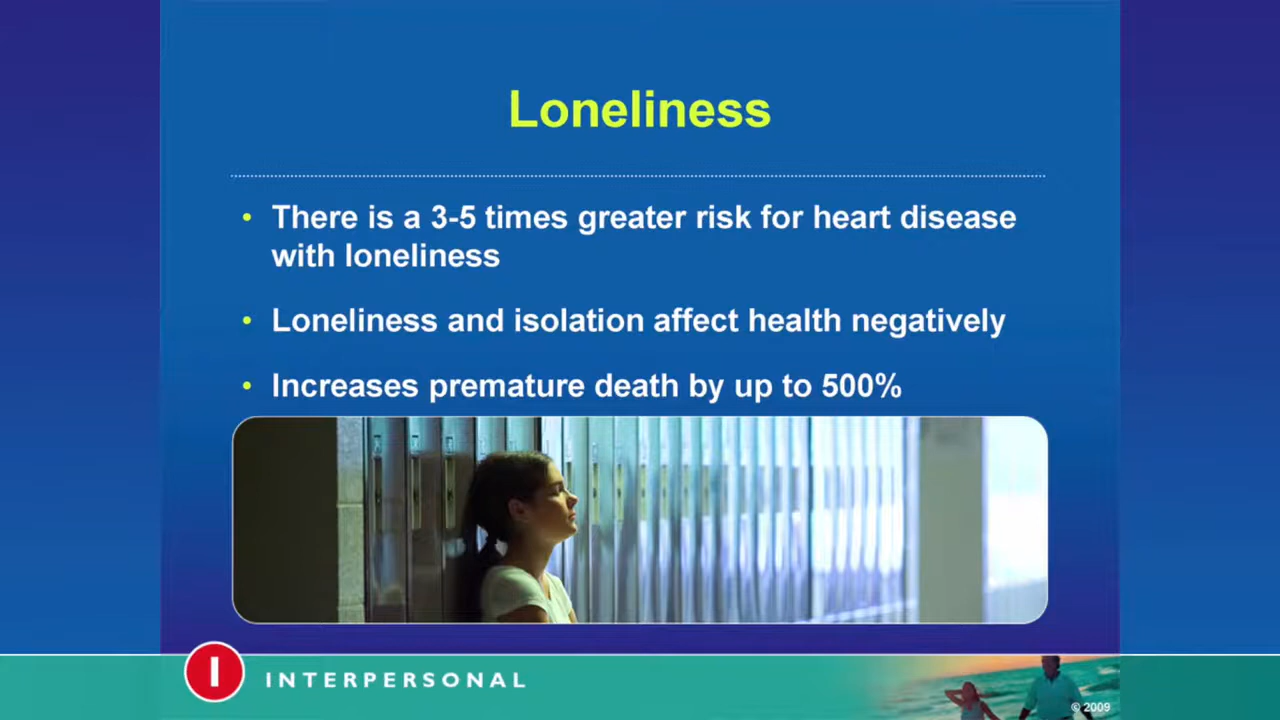 Loneliness
• There is a 3-5 times greater risk for heart disease
with loneliness
• Loneliness and isolation affect health negatively
• Increases premature death by up to 500%
I INTERPERSONAL
© 2009